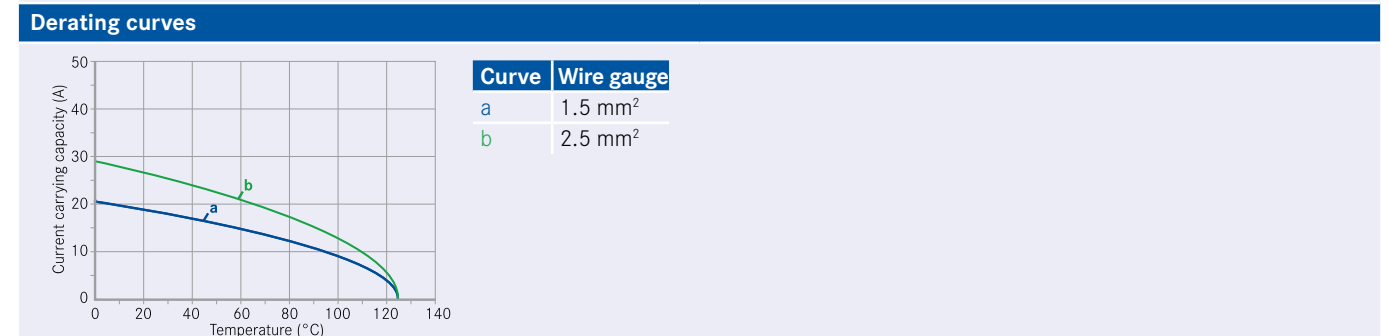 Derating curves
50
40
30
20
10
0
Current carrying capacity (A)
b
a
0 20 40 60 80 100 120 140
Temperature (°C)
Curve Wire gauge
a 1.5 mm²
b 2.5 mm²